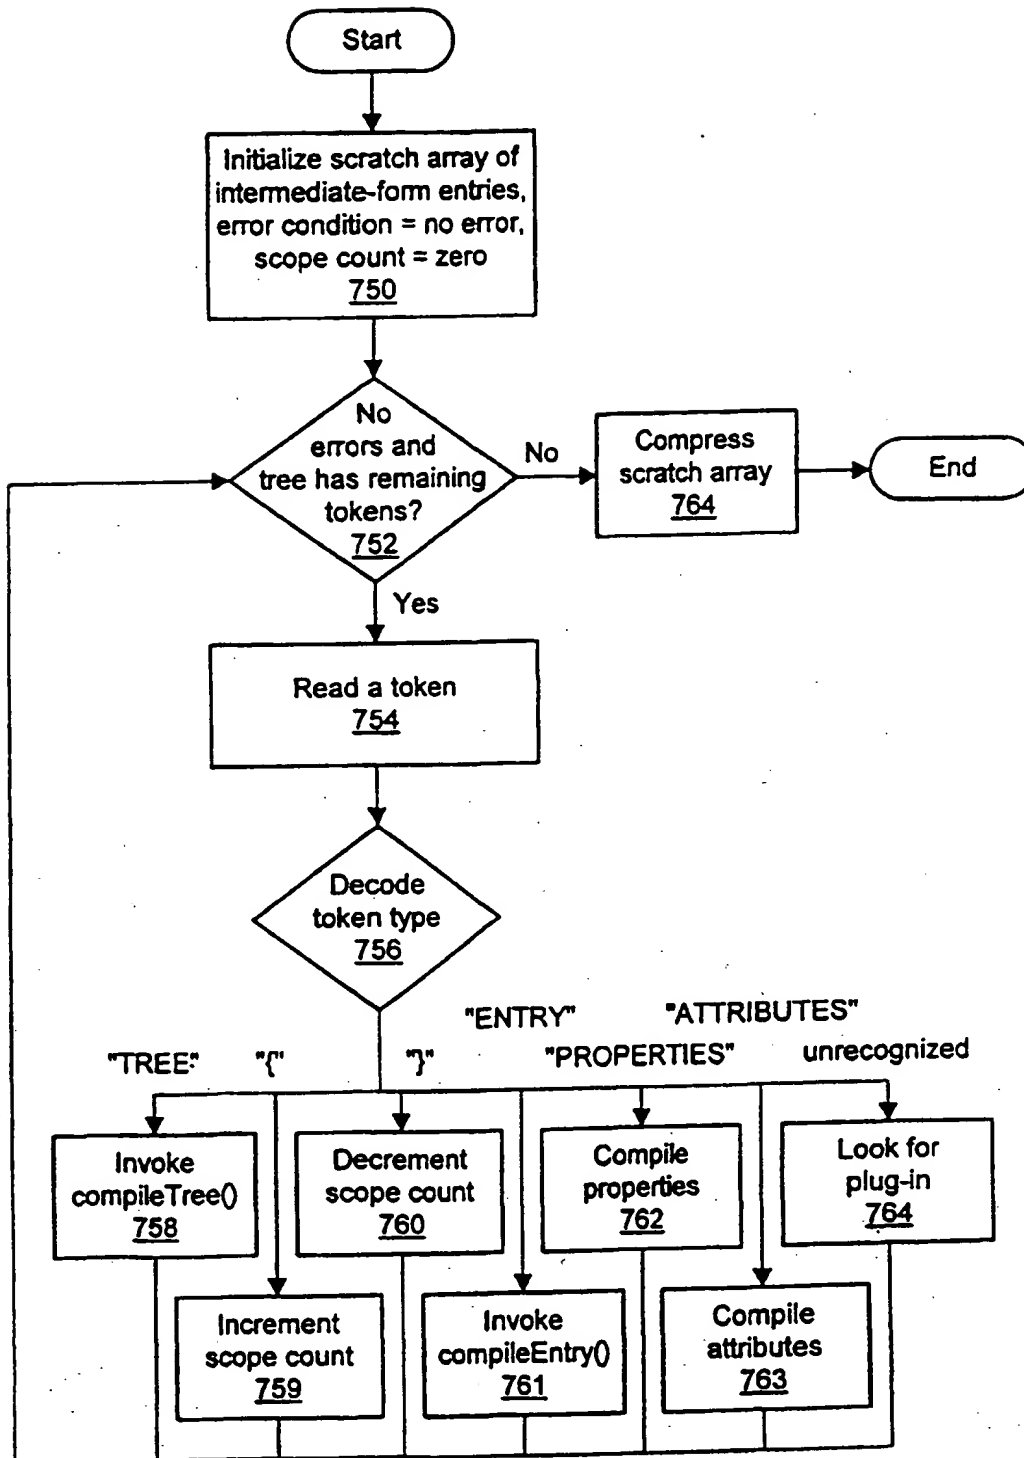 Start
Initialize scratch array of
intermediate-form entries,
error condition = no error,
scope count = zero
750
No
errors and
tree has remaining
tokens?
752
No
Compress
scratch array
764
End
Yes
Read a token
754
Decode
token type
756
"ENTRY"
"ATTRIBUTES"
"TREE"
"{"
"}"
"PROPERTIES"
unrecognized
Invoke
compileTree()
758
Decrement
scope count
760
Compile
properties
762
Look for
plug-in
764
Increment
scope count
759
Invoke
compileEntry()
761
Compile
attributes
763